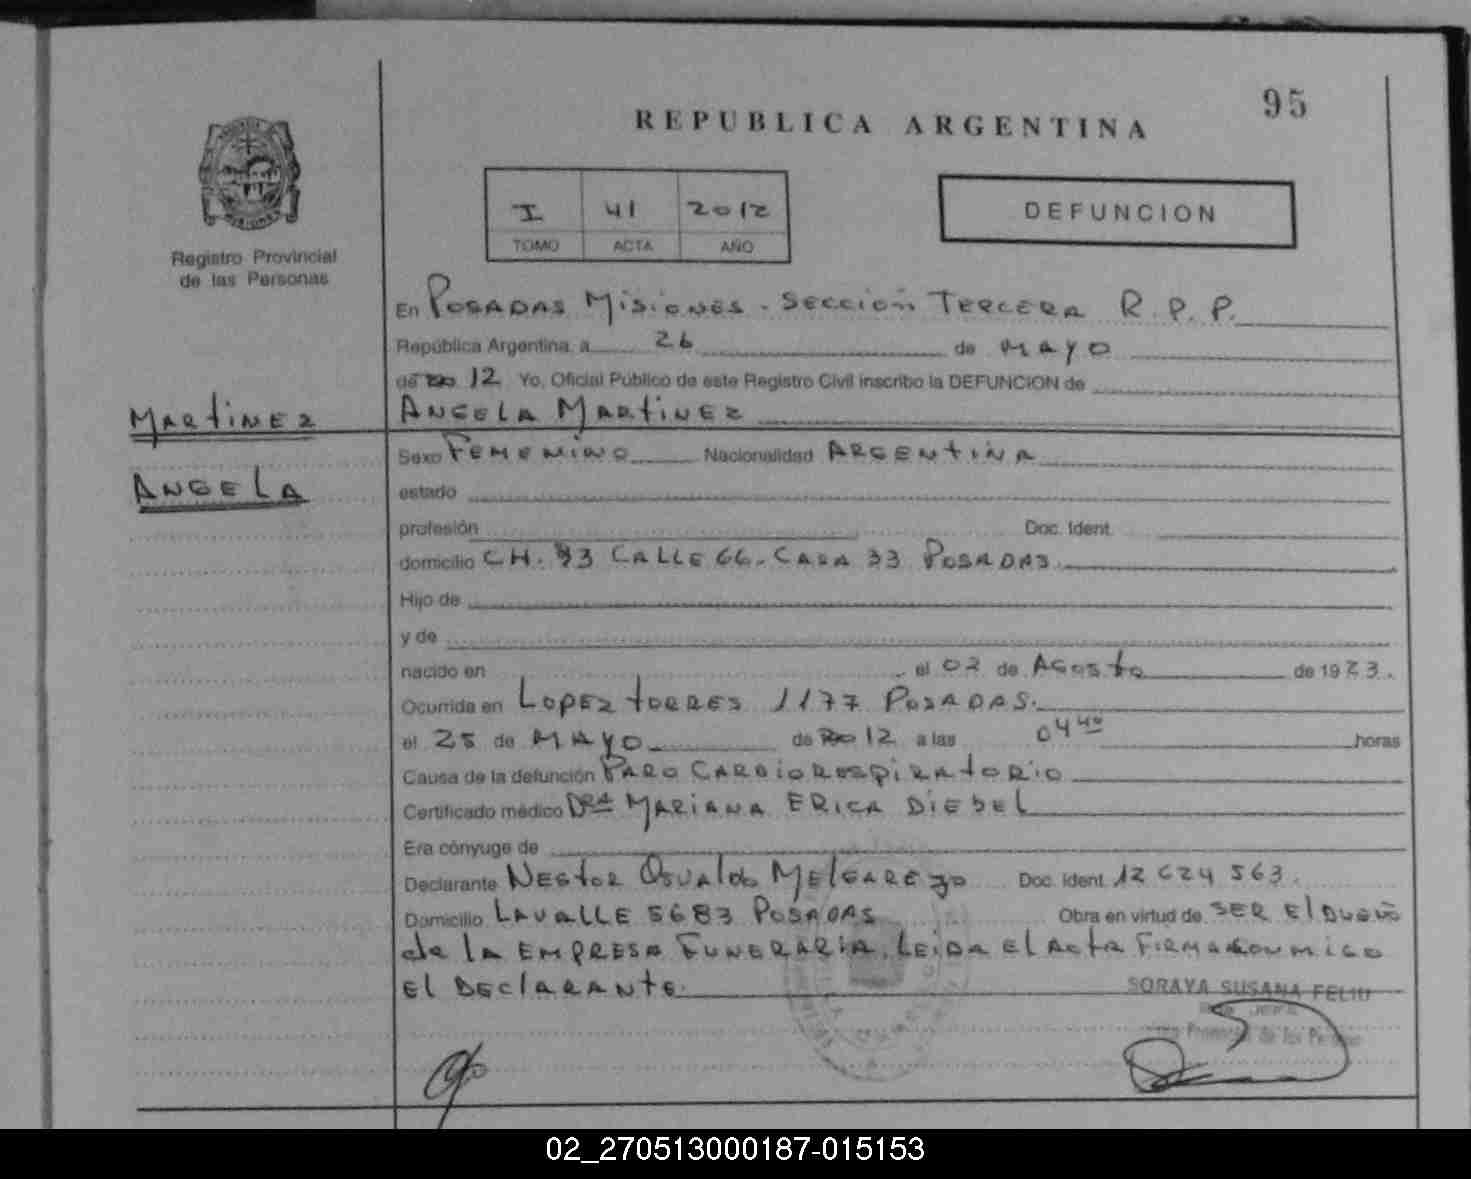 95
REPUBLICA ARGENTINA
I 41 2012
TOMO ACTA AÑO
DEFUNCION
Registro Provincial
de las Personas
En POSADAS MISIONES - SECCION TERCERA R.P.P.
República Argentina, a 26 de MAYO
de 12 Yo, Oficial Público de este Registro Civil inscribo la DEFUNCION de
MARTINEZ
ANGELA MARTINEZ
Sexo FEMENINO Nacionalidad ARGENTINA
ANGELA
estado
profesión Doc. Ident.
domicilio CH. 93 CALLE 66 - CASA 33 POSADAS.
Hijo de
y de
nacido en el 02 de AGOSTO de 1923.
Ocurrida en LOPEZ TORRES 1177 POSADAS.
el 25 de MAYO de 12 a las 04 40 horas
Causa de la defunción PARO CARDIORESPIRATORIO
Certificado médico DRA MARIANA ERICA DIEBEL
Era cónyuge de
Declarante NESTOR OSVALDO MELGAREJO Doc. Ident. 12 624 563.
Domicilio LAVALLE 5683 POSADAS Obra en virtud de SER EL DUEÑO
de LA EMPRESA FUNERARIA. LEIDA EL ACTA FIRMA CONMIGO
EL DECLARANTE.
SORAYA SUSANA FELIU
02_270513000187-015153